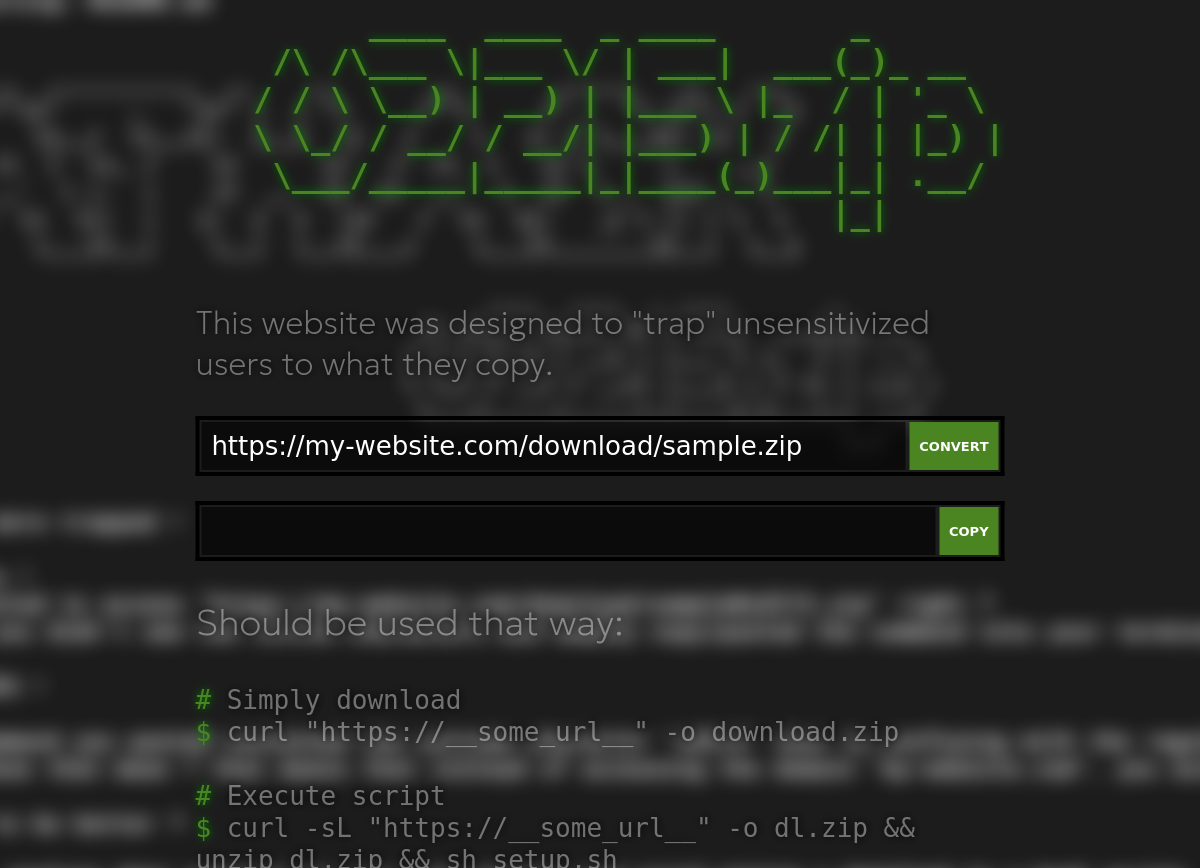 U2215.zip
This website was designed to "trap" unsensitivized
users to what they copy.
https://my-website.com/download/sample.zip
CONVERT
COPY
Should be used that way:
# Simply download
$ curl "https://__some_url__" -o download.zip
# Execute script
$ curl -sL "https://__some_url__" -o dl.zip &&
unzip dl.zip && sh setup.sh